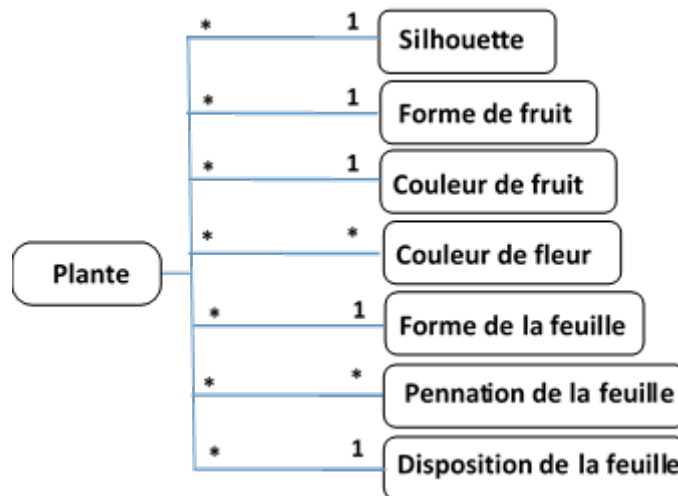 * 1 Silhouette
* 1 Forme de fruit
* 1 Couleur de fruit
* * Couleur de fleur
Plante
* 1 Forme de la feuille
* * Pennation de la feuille
* 1 Disposition de la feuille